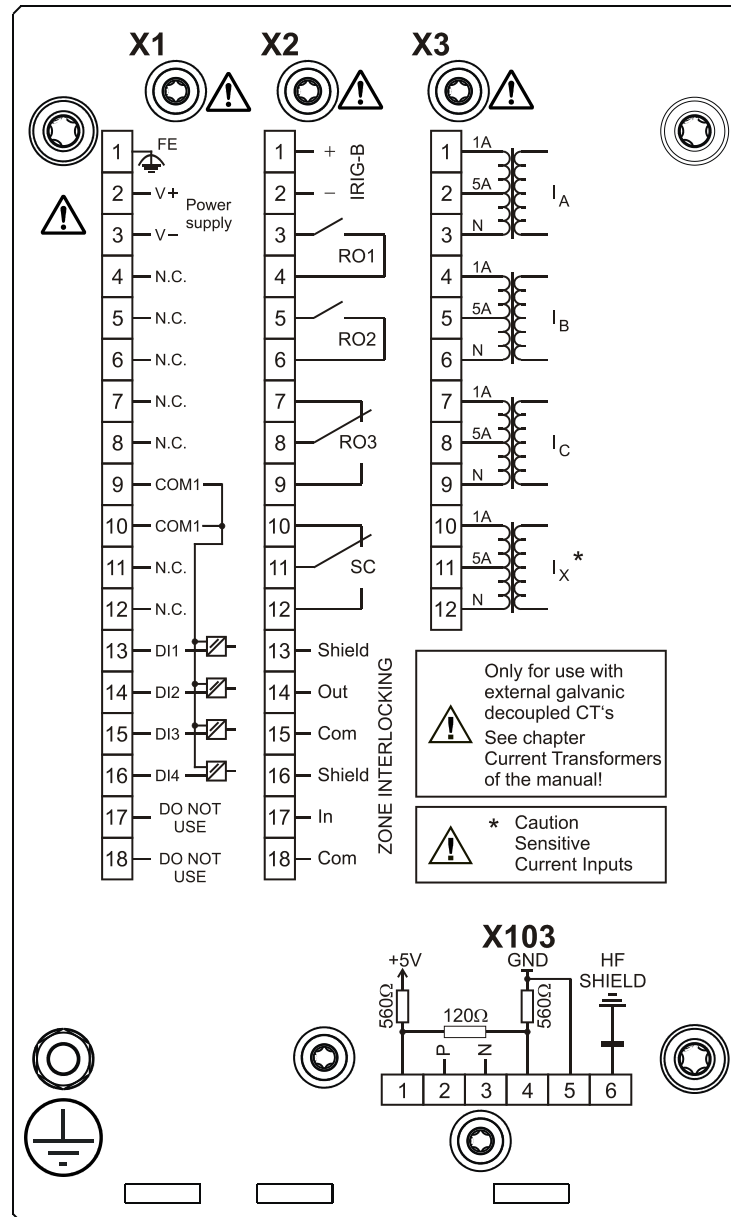 X1 X2 X3
1 FE
2 V+
Power
supply
3 V−
4 N.C.
5 N.C.
6 N.C.
7 N.C.
8 N.C.
9 COM1
10 COM1
11 N.C.
12 N.C.
13 DI1
14 DI2
15 DI3
16 DI4
17 DO NOT
USE
18 DO NOT
USE
1 +
2 −
IRIG-B
3
4
RO1
5
6
RO2
7
8
9
RO3
10
11
12
SC
13 Shield
14 Out
15 Com
16 Shield
17 In
18 Com
ZONE INTERLOCKING
1 1A
2 5A
3 N
IA
4 1A
5 5A
6 N
IB
7 1A
8 5A
9 N
IC
10 1A
11 5A
12 N
IX*
Only for use with
external galvanic
decoupled CT‘s
See chapter
Current Transformers
of the manual!
* Caution
Sensitive
Current Inputs
X103
+5V GND HF
SHIELD
560Ω 120Ω 560Ω
P N
1 2 3 4 5 6